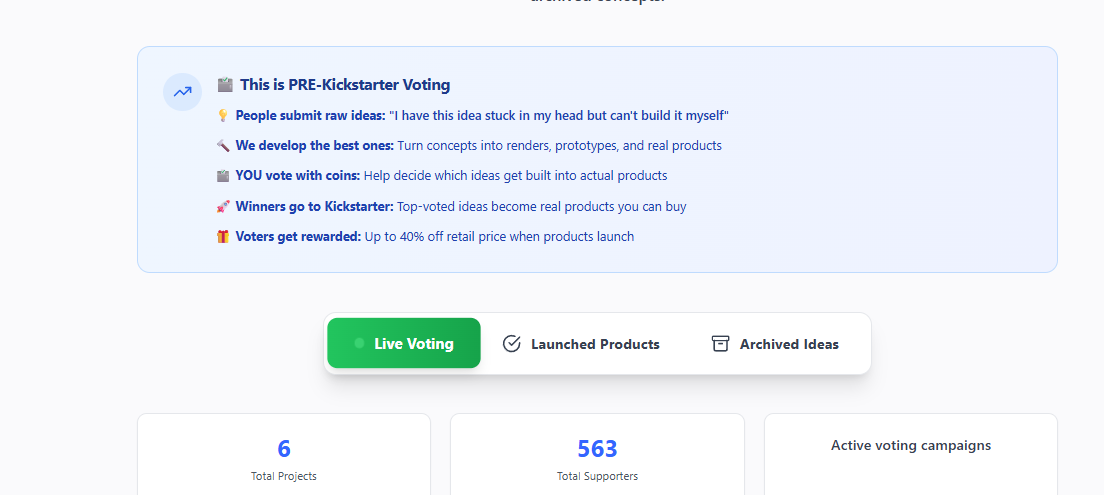 This is PRE-Kickstarter Voting
People submit raw ideas: "I have this idea stuck in my head but can't build it myself"
We develop the best ones: Turn concepts into renders, prototypes, and real products
YOU vote with coins: Help decide which ideas get built into actual products
Winners go to Kickstarter: Top-voted ideas become real products you can buy
Voters get rewarded: Up to 40% off retail price when products launch
Live Voting
Launched Products
Archived Ideas
6
Total Projects
563
Total Supporters
Active voting campaigns